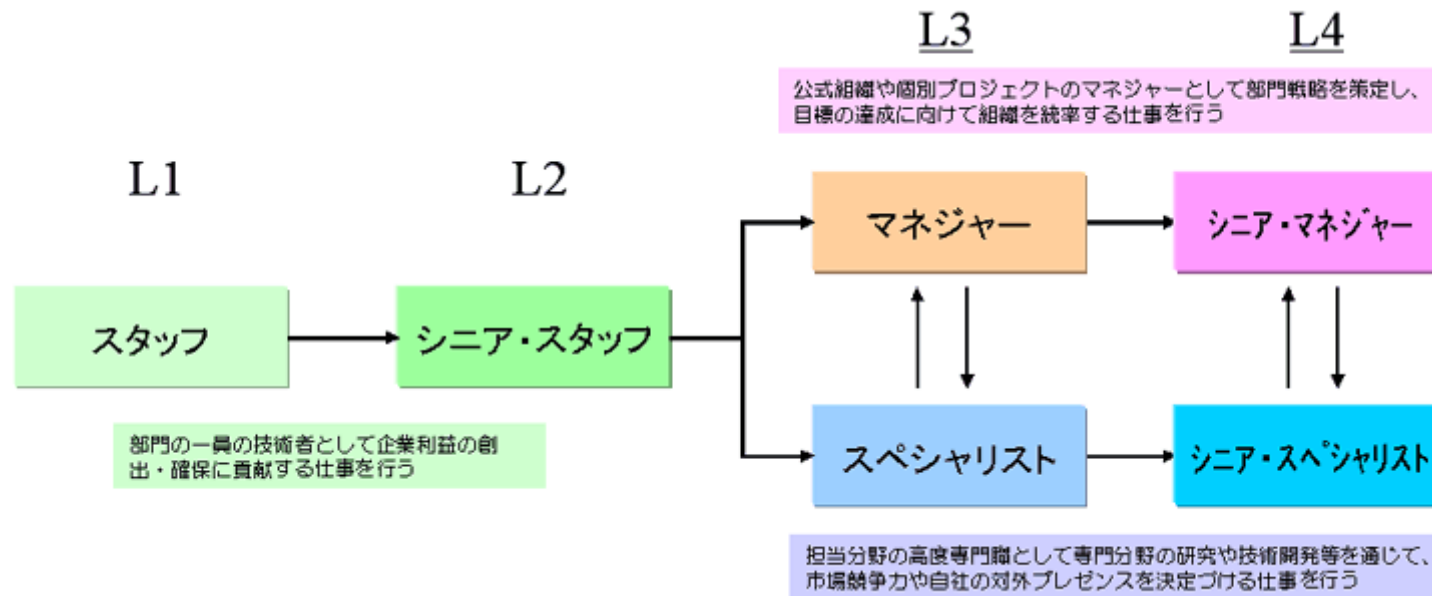 L3
L4
公式組織や個別プロジェクトのマネジャーとして部門戦略を策定し、
目標の達成に向けて組織を統率する仕事を行う
L1
L2
マネジャー
シニア・マネジャー
スタッフ
シニア・スタッフ
部門の一員の技術者として企業利益の創
出・確保に貢献する仕事を行う
スペシャリスト
シニア・スペシャリスト
担当分野の高度専門職として専門分野の研究や技術開発等を通じて、
市場競争力や自社の対外プレゼンスを決定づける仕事を行う